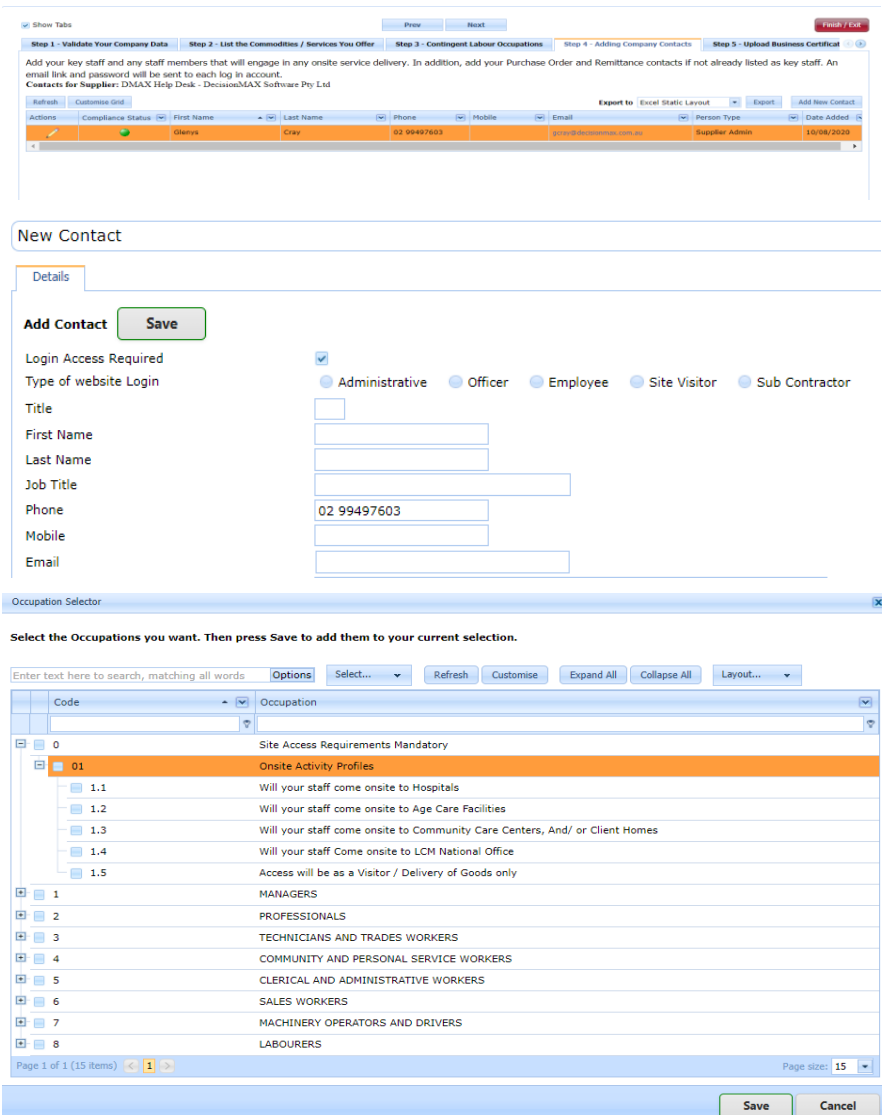 Show Tabs Prev Next Finish / Exit
Step 1 - Validate Your Company Data Step 2 - List the Commodities / Services You Offer Step 3 - Contingent Labour Occupations Step 4 - Adding Company Contacts Step 5 - Upload Business Certificat
Add your key staff and any staff members that will engage in any onsite service delivery. In addition, add your Purchase Order and Remittance contacts if not already listed as key staff. An
email link and password will be sent to each log in account.
Contacts for Supplier: DMAX Help Desk - DecisionMAX Software Pty Ltd
Refresh Customise Grid Export to Excel Static Layout Export Add New Contact
Actions Compliance Status First Name Last Name Phone Mobile Email Person Type Date Added
Glenys Cray 02 99497603 gcray@decisionmax.com.au Supplier Admin 10/08/2020
New Contact
Details
Add Contact Save
Login Access Required
Type of website Login Administrative Officer Employee Site Visitor Sub Contractor
Title
First Name
Last Name
Job Title
Phone 02 99497603
Mobile
Email
Occupation Selector
Select the Occupations you want. Then press Save to add them to your current selection.
Enter text here to search, matching all words Options Select... Refresh Customise Expand All Collapse All Layout...
Code Occupation
0 Site Access Requirements Mandatory
01 Onsite Activity Profiles
1.1 Will your staff come onsite to Hospitals
1.2 Will your staff come onsite to Age Care Facilities
1.3 Will your staff come onsite to Community Care Centers, And/ or Client Homes
1.4 Will your staff Come onsite to LCM National Office
1.5 Access will be as a Visitor / Delivery of Goods only
1 MANAGERS
2 PROFESSIONALS
3 TECHNICIANS AND TRADES WORKERS
4 COMMUNITY AND PERSONAL SERVICE WORKERS
5 CLERICAL AND ADMINISTRATIVE WORKERS
6 SALES WORKERS
7 MACHINERY OPERATORS AND DRIVERS
8 LABOURERS
Page 1 of 1 (15 items) 1 Page size: 15
Save Cancel